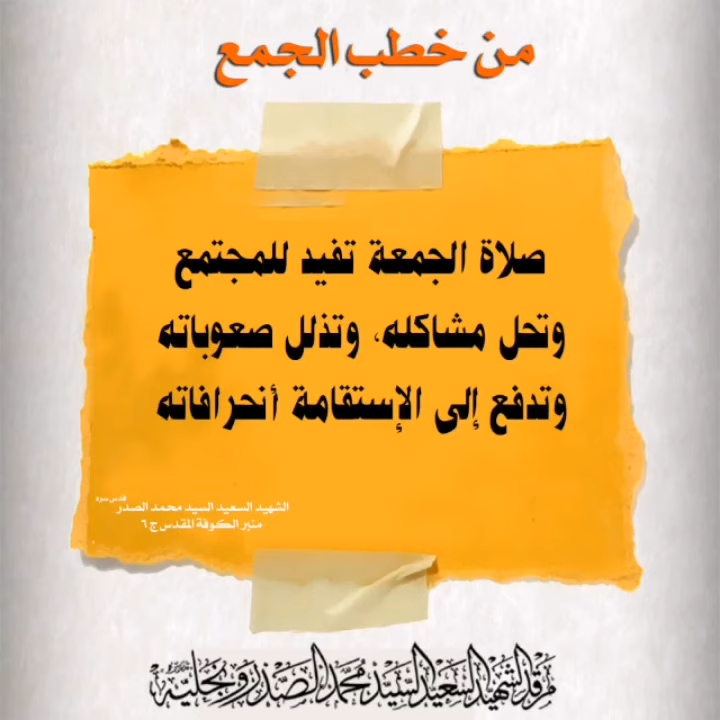 من خطب الجمع
صلاة الجمعة تفيد للمجتمع
وتحل مشاكله، وتذلل صعوباته
وتدفع إلى الإستقامة أنحرافاته
الشهيد السعيد السيد محمد الصدر قدس سره
منبر الكوفة المقدس ج ٦
مرقد الشهيد السعيد السيد محمد الصدر ونجليه